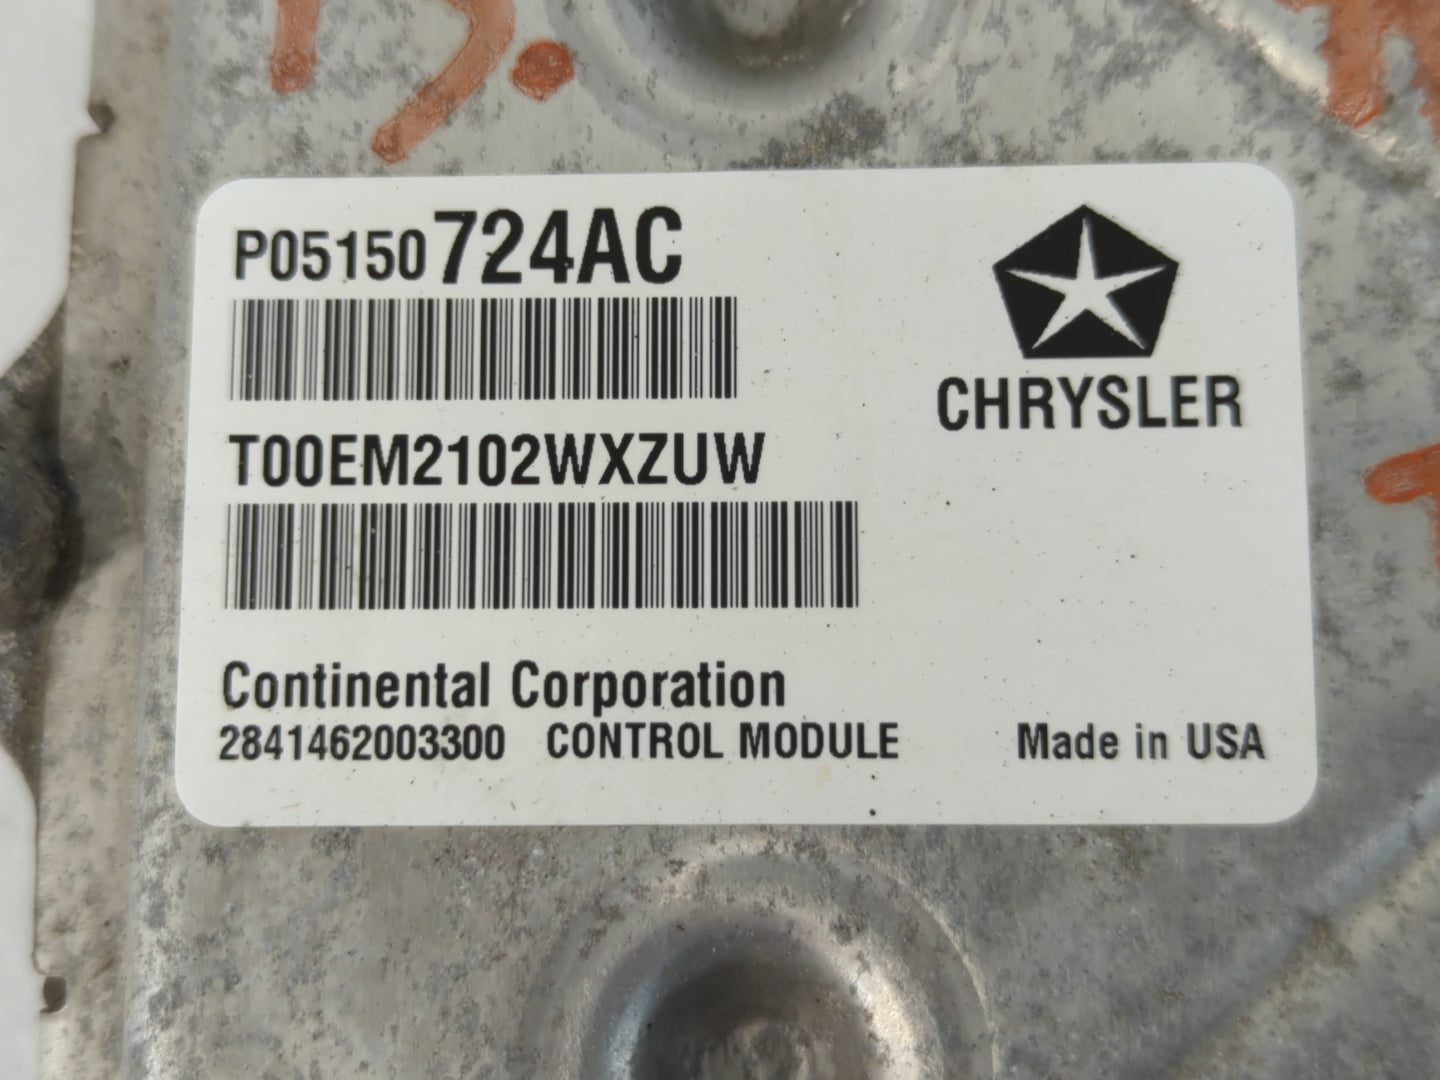 P05150724AC
CHRYSLER
T00EM2102WXZUW
Continental Corporation
2841462003300 CONTROL MODULE Made in USA